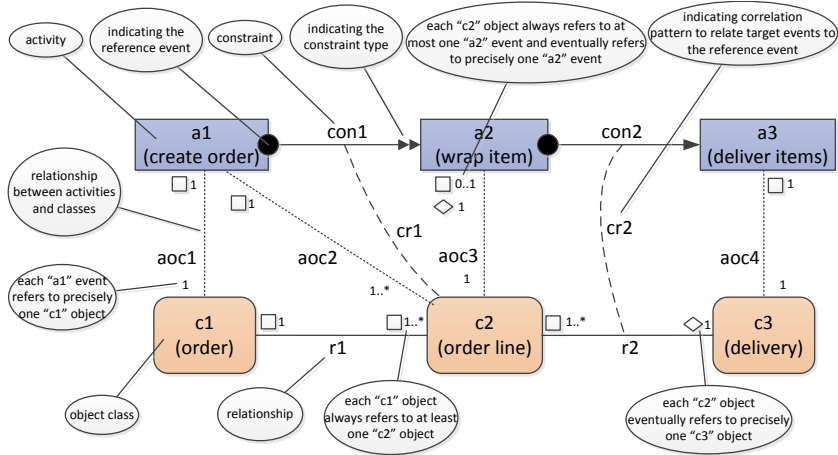 activity
indicating the
reference event
constraint
indicating the
constraint type
each “c2” object always refers to at
most one “a2” event and eventually refers
to precisely one “a2” event
indicating correlation
pattern to relate target events to
the reference event
a1
(create order)
con1
a2
(wrap item)
con2
a3
(deliver items)
relationship
between activities
and classes
1
1
0..1
1
1
cr1
cr2
aoc1
aoc2
aoc3
aoc4
each “a1” event
refers to precisely
one “c1” object
1
1..*
1
1
c1
(order)
1
r1
1..*
c2
(order line)
1..*
r2
1
c3
(delivery)
object class
relationship
each “c1” object
always refers to at least
one “c2” object
each “c2” object
eventually refers to precisely
one “c3” object